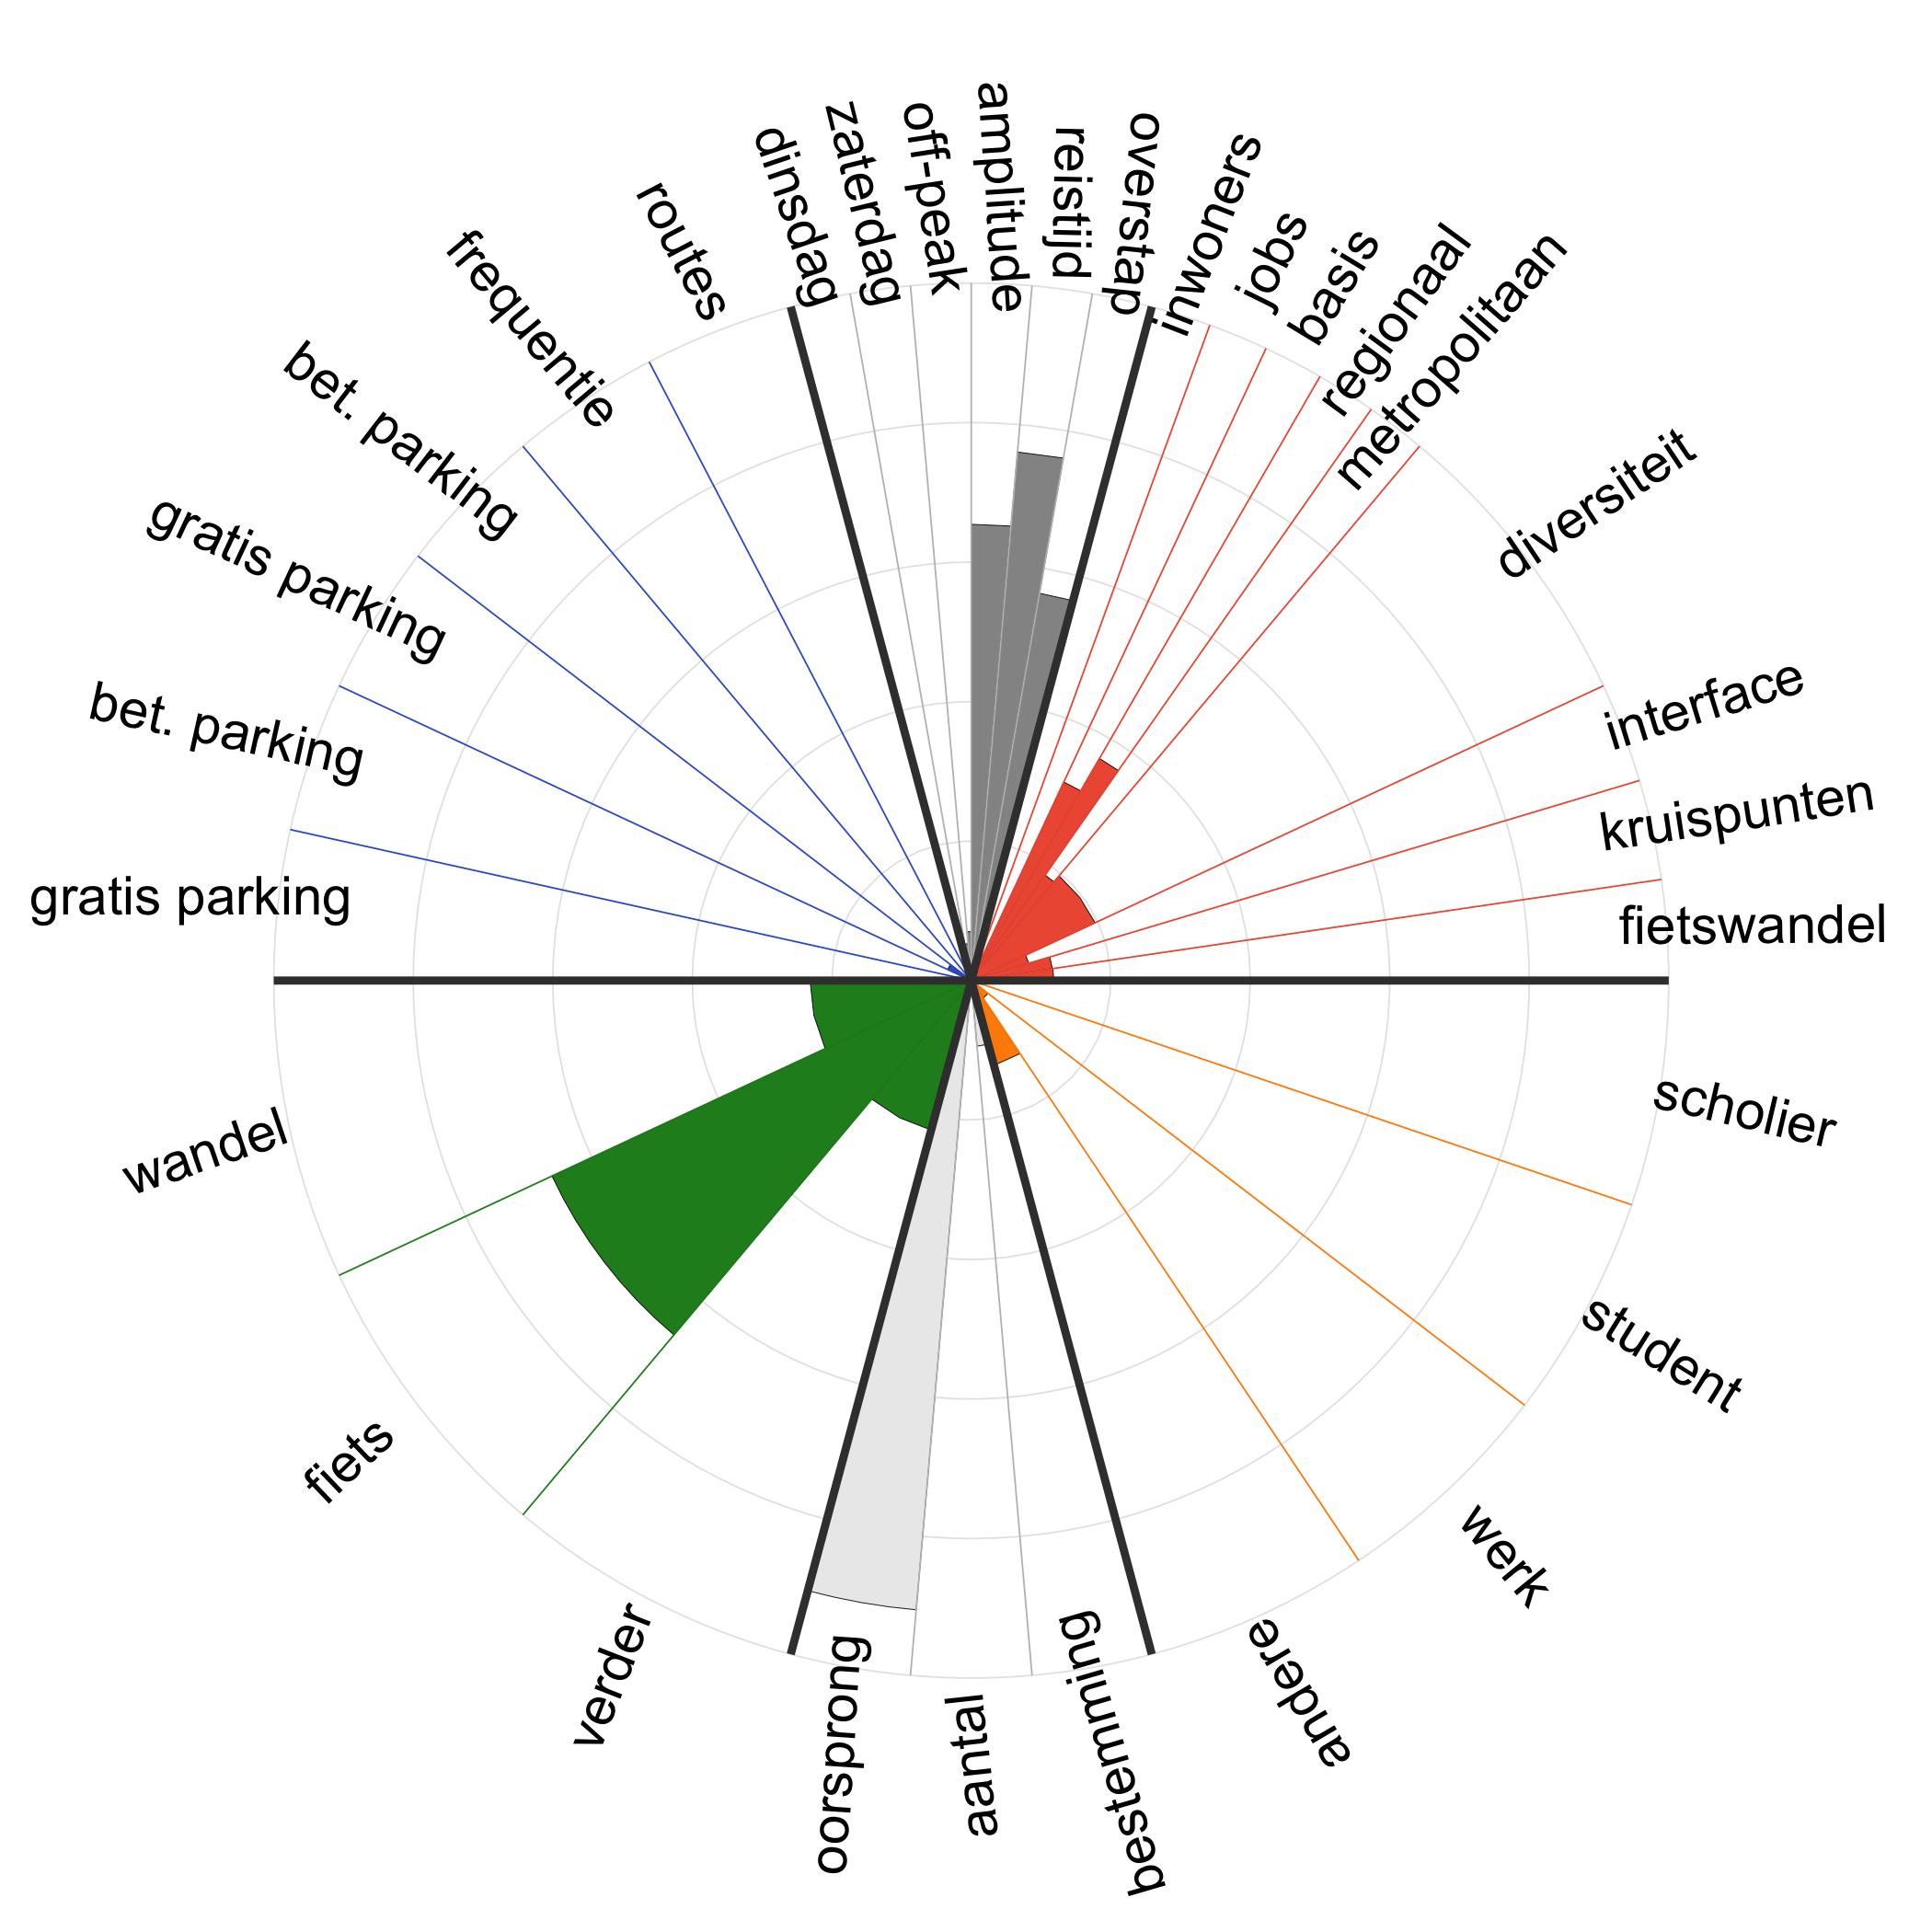 dinsdag
zaterdag
off-peak
amplitude
reistijd
overstap
inwoners
jobs
basis
regionaal
metropolitaan
diversiteit
interface
kruispunten
fietswandel
scholier
student
werk
andere
bestemming
aantal
oorsprong
verder
fiets
wandel
gratis parking
bet. parking
gratis parking
bet. parking
frequentie
routes